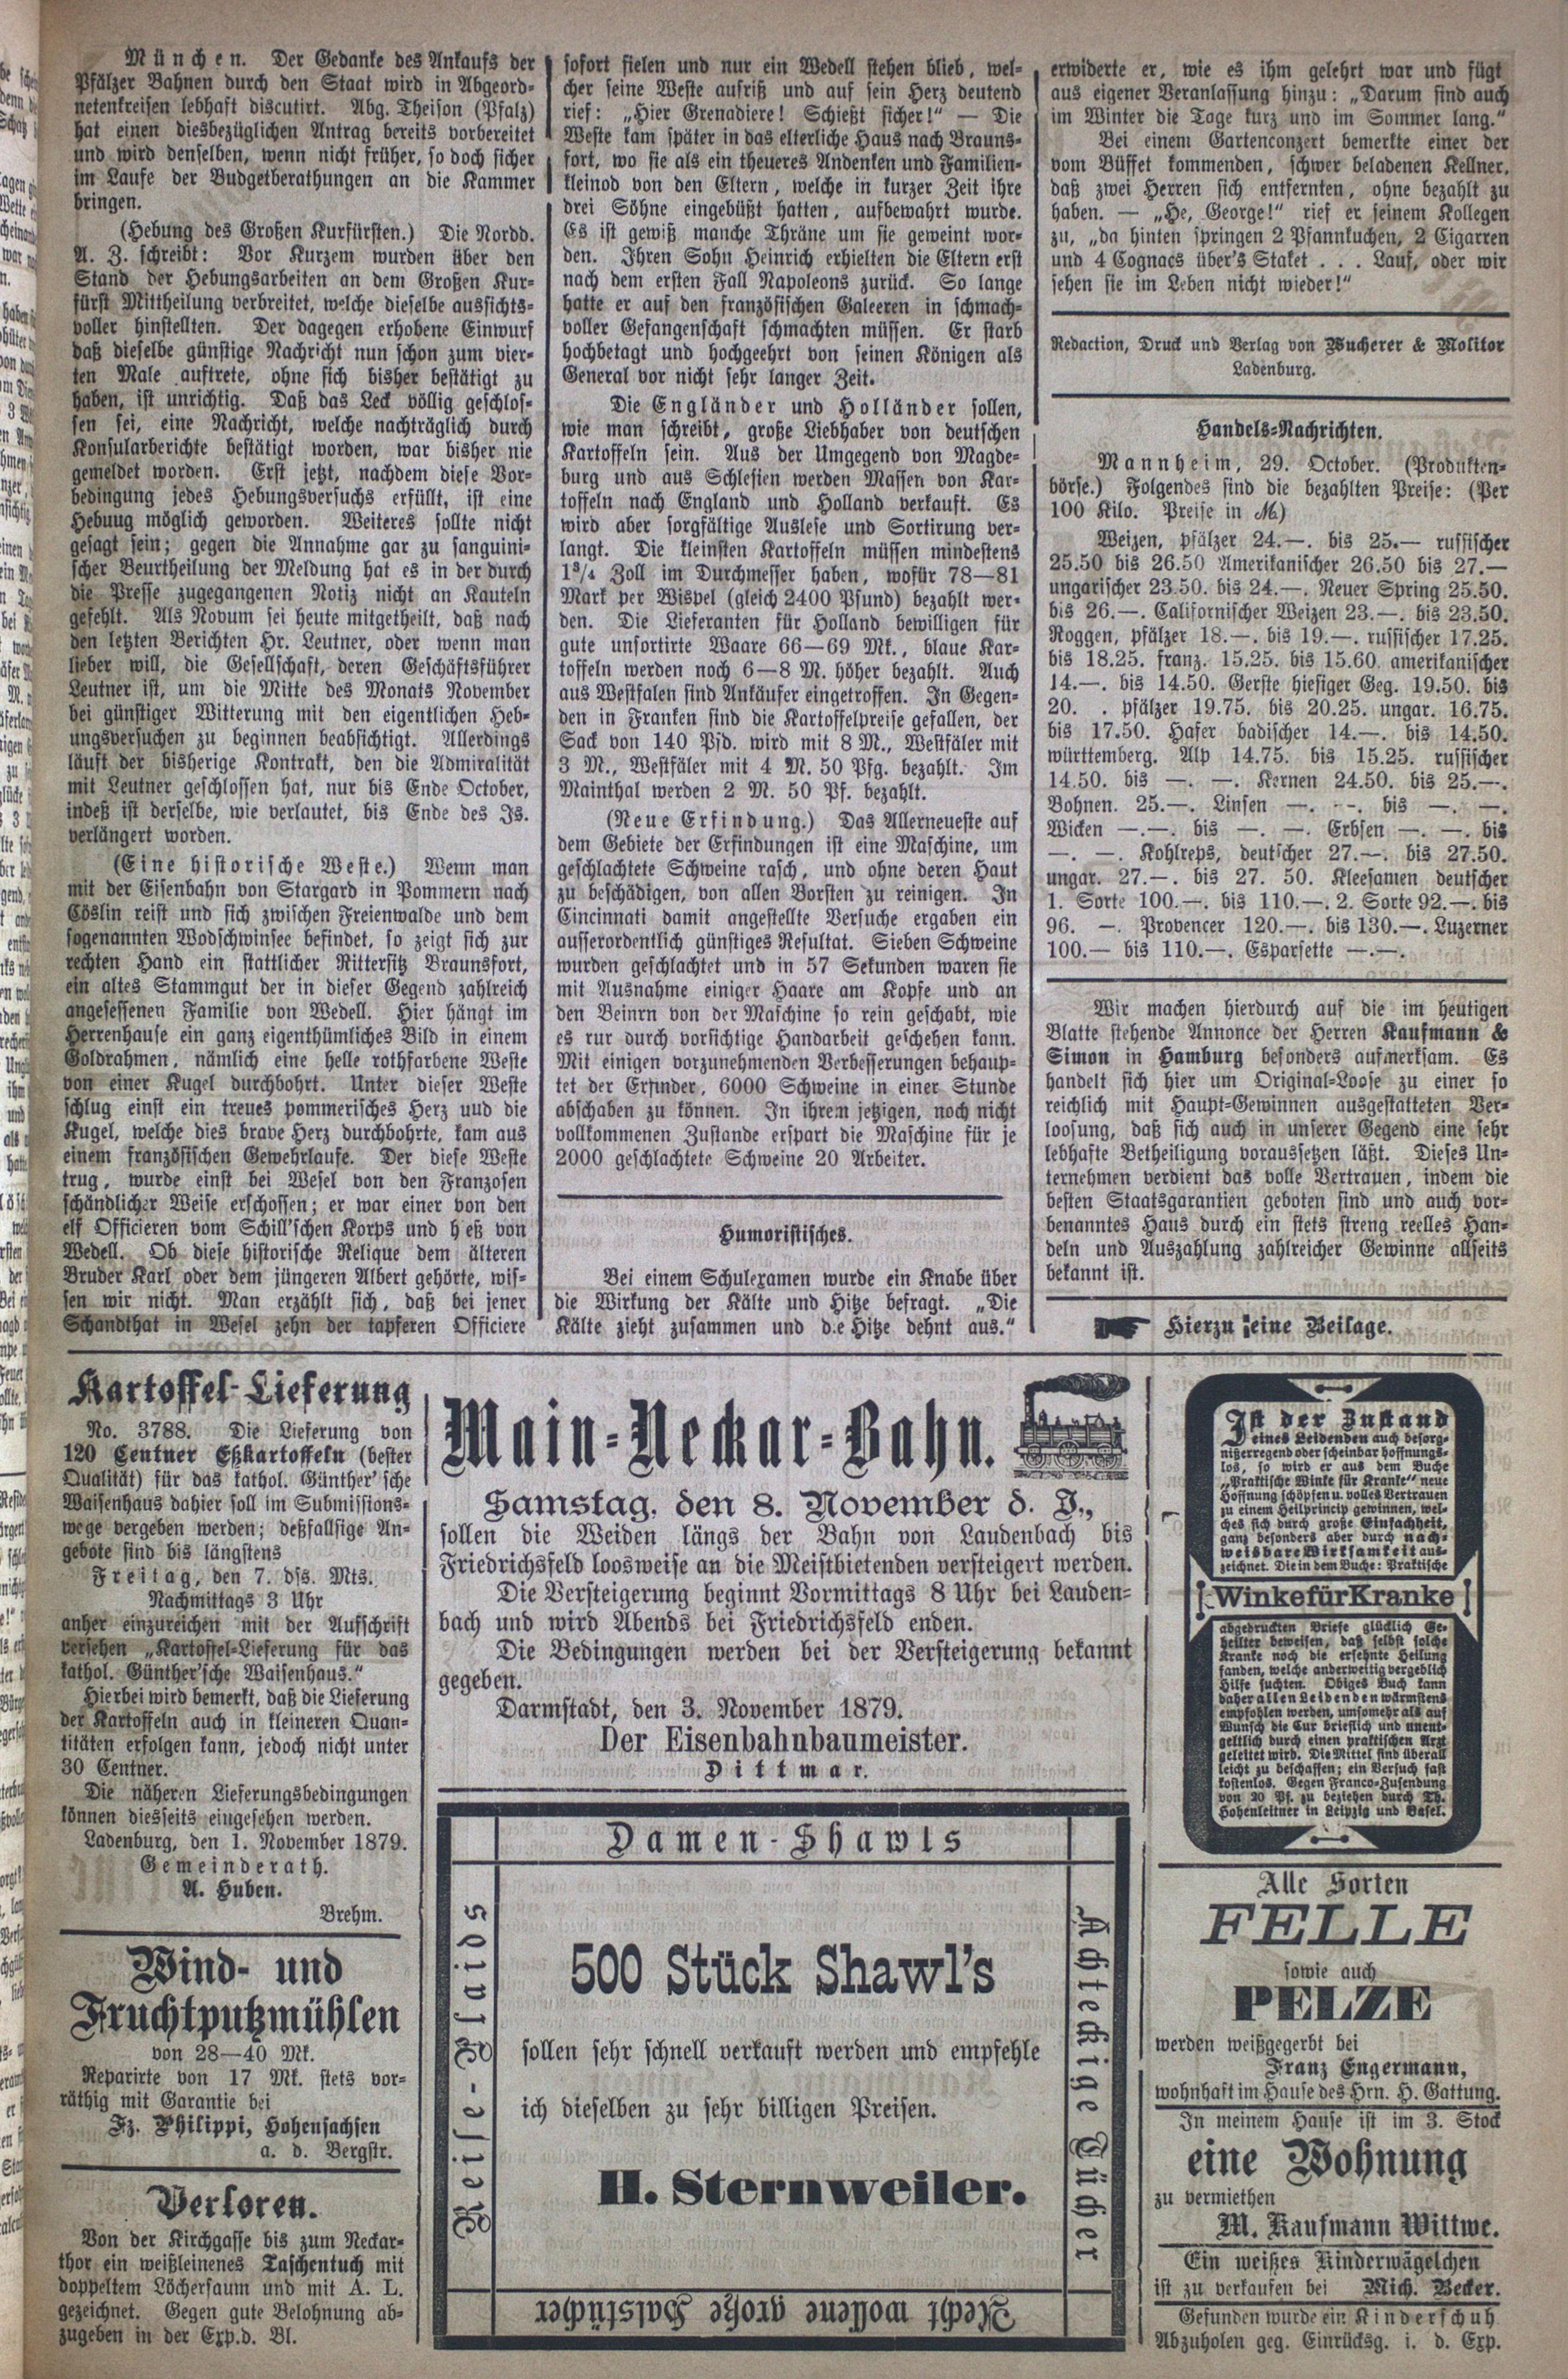 München. Der Gedanke des Ankaufs der
Pfälzer Bahnen durch den Staat wird in Abgeord-
netenkreisen lebhaft discutirt. Abg. Theison (Pfalz)
hat einen diesbezüglichen Antrag bereits vorbereitet
und wird denselben, wenn nicht früher, so doch sicher
im Laufe der Budgetberathungen an die Kammer
bringen.
(Hebung des Großen Kurfürsten.) Die Nordd.
A. Z. schreibt: Vor Kurzem wurden über den
Stand der Hebungsarbeiten an dem Großen Kur-
fürst Mittheilung verbreitet, welche dieselbe aussichts-
voller hinstellten. Der dagegen erhobene Einwurf
daß dieselbe günstige Nachricht nun schon zum vier-
ten Male auftrete, ohne sich bisher bestätigt zu
haben, ist unrichtig. Daß das Leck völlig geschlos-
sen sei, eine Nachricht, welche nachträglich durch
Konsularberichte bestätigt worden, war bisher nie
gemeldet worden. Erst jetzt, nachdem diese Vor-
bedingung jedes Hebungsversuchs erfüllt, ist eine
Hebuug möglich geworden. Weiteres sollte nicht
gesagt sein; gegen die Annahme gar zu sanguini-
scher Beurtheilung der Meldung hat es in der durch
die Presse zugegangenen Notiz nicht an Kauteln
gefehlt. Als Novum sei heute mitgetheilt, daß nach
den letzten Berichten Hr. Leutner, oder wenn man
lieber will, die Gesellschaft, deren Geschäftsführer
Leutner ist, um die Mitte des Monats November
bei günstiger Witterung mit den eigentlichen Heb-
ungsversuchen zu beginnen beabsichtigt. Allerdings
läuft der bisherige Kontrakt, den die Admiralität
mit Leutner geschlossen hat, nur bis Ende October,
indeß ist derselbe, wie verlautet, bis Ende des Js.
verlängert worden.
(Eine historische Weste.) Wenn man
mit der Eisenbahn von Stargard in Pommern nach
Cöslin reist und sich zwischen Freienwalde und dem
sogenannten Wodschwinsee befindet, so zeigt sich zur
rechten Hand ein stattlicher Rittersitz Braunsfort,
ein altes Stammgut der in dieser Gegend zahlreich
angesessenen Familie von Wedell. Hier hängt im
Herrenhause ein ganz eigenthümliches Bild in einem
Goldrahmen, nämlich eine helle rothfarbene Weste
von einer Kugel durchbohrt. Unter dieser Weste
schlug einst ein treues pommerisches Herz und die
Kugel, welche dies brave Herz durchbohrte, kam aus
einem französischen Gewehrlaufe. Der diese Weste
trug, wurde einst bei Wesel von den Franzosen
schändlicher Weise erschossen; er war einer von den
elf Officieren vom Schill'schen Korps und hieß von
Wedell. Ob diese historische Relique dem älteren
Bruder Karl oder dem jüngeren Albert gehörte, wis-
sen wir nicht. Man erzählt sich, daß bei jener
Schandthat in Wesel zehn der tapferen Officiere
sofort fielen und nur ein Wedell stehen blieb, wel-
cher seine Weste aufriß und auf sein Herz deutend
rief: „Hier Grenadiere! Schießt sicher!" — Die
Weste kam später in das elterliche Haus nach Brauns-
fort, wo sie als ein theueres Andenken und Familien-
kleinod von den Eltern, welche in kurzer Zeit ihre
drei Söhne eingebüßt hatten, aufbewahrt wurde.
Es ist gewiß manche Thräne um sie geweint wor-
den. Ihren Sohn Heinrich erhielten die Eltern erst
nach dem ersten Fall Napoleons zurück. So lange
hatte er auf den französischen Galeeren in schmach-
voller Gefangenschaft schmachten müssen. Er starb
hochbetagt und hochgeehrt von seinen Königen als
General vor nicht sehr langer Zeit.
Die Engländer und Holländer sollen,
wie man schreibt, große Liebhaber von deutschen
Kartoffeln sein. Aus der Umgegend von Magde-
burg und aus Schlesien werden Massen von Kar-
toffeln nach England und Holland verkauft. Es
wird aber sorgfältige Auslese und Sortirung ver-
langt. Die kleinsten Kartoffeln müssen mindestens
1³/₄ Zoll im Durchmesser haben, wofür 78—81
Mark per Wispel (gleich 2400 Pfund) bezahlt wer-
den. Die Lieferanten für Holland bewilligen für
gute unsortirte Waare 66—69 Mk., blaue Kar-
toffeln werden noch 6—8 M. höher bezahlt. Auch
aus Westfalen sind Ankäufer eingetroffen. In Gegen-
den in Franken sind die Kartoffelpreise gefallen, der
Sack von 140 Pfd. wird mit 8 M., Westfäler mit
3 M., Westfäler mit 4 M. 50 Pfg. bezahlt. Im
Mainthal werden 2 M. 50 Pf. bezahlt.
(Neue Erfindung.) Das Allerneueste auf
dem Gebiete der Erfindungen ist eine Maschine, um
geschlachtete Schweine rasch, und ohne deren Haut
zu beschädigen, von allen Borsten zu reinigen. In
Cincinnati damit angestellte Versuche ergaben ein
ausserordentlich günstiges Resultat. Sieben Schweine
wurden geschlachtet und in 57 Sekunden waren sie
mit Ausnahme einiger Haare am Kopfe und an
den Beinrn von der Maschine so rein geschabt, wie
es rur durch vorsichtige Handarbeit geschehen kann.
Mit einigen vorzunehmenden Verbesserungen behaup-
tet der Erfinder, 6000 Schweine in einer Stunde
abschaben zu können. In ihrem jetzigen, noch nicht
vollkommenen Zustande erspart die Maschine für je
2000 geschlachtete Schweine 20 Arbeiter.
Humoristisches.
Bei einem Schulexamen wurde ein Knabe über
die Wirkung der Kälte und Hitze befragt. „Die
Kälte zieht zusammen und die Hitze dehnt aus."
erwiderte er, wie es ihm gelehrt war und fügt
aus eigener Veranlassung hinzu: „Darum sind auch
im Winter die Tage kurz und im Sommer lang."
Bei einem Gartenconzert bemerkte einer der
vom Büffet kommenden, schwer beladenen Kellner,
daß zwei Herren sich entfernten, ohne bezahlt zu
haben. — „He, George!" rief er seinem Kollegen
zu, „da hinten springen 2 Pfannkuchen, 2 Cigarren
und 4 Cognacs über's Staket . . . Lauf, oder wir
sehen sie im Leben nicht wieder!"
Redaction, Druck und Verlag von Bucherer & Molitor
Ladenburg.
Handels-Nachrichten.
Mannheim, 29. October. (Produkten-
börse.) Folgendes sind die bezahlten Preise: (Per
100 Kilo. Preise in M.)
Weizen, pfälzer 24.—. bis 25.— russischer
25.50 bis 26.50 Amerikanischer 26.50 bis 27.—
ungarischer 23.50. bis 24.—. Neuer Spring 25.50.
bis 26.—. Californischer Weizen 23.—. bis 23.50.
Roggen, pfälzer 18.—. bis 19.—. russischer 17.25.
bis 18.25. franz. 15.25. bis 15.60. amerikanischer
14.—. bis 14.50. Gerste hiesiger Geg. 19.50. bis
20. . pfälzer 19.75. bis 20.25. ungar. 16.75.
bis 17.50. Hafer badischer 14.—. bis 14.50.
württemberg. Alp 14.75. bis 15.25. russischer
14.50. bis —. —. Kernen 24.50. bis 25.—.
Bohnen. 25.—. Linsen —. --. bis —. —.
Wicken —.—. bis —. —. Erbsen —. —. bis
—. —. Kohlreps, deutscher 27.—. bis 27.50.
ungar. 27.—. bis 27. 50. Kleesamen deutscher
1. Sorte 100.—. bis 110.—. 2. Sorte 92.—. bis
96. —. Provencer 120.—. bis 130.—. Luzerner
100.— bis 110.—. Esparsette —.—.
Wir machen hierdurch auf die im heutigen
Blatte stehende Annonce der Herren Kaufmann &
Simon in Hamburg besonders aufmerksam. Es
handelt sich hier um Original-Loose zu einer so
reichlich mit Haupt-Gewinnen ausgestatteten Ver-
loosung, daß sich auch in unserer Gegend eine sehr
lebhafte Betheiligung voraussetzen läßt. Dieses Un-
ternehmen verdient das volle Vertrauen, indem die
besten Staatsgarantien geboten sind und auch vor-
benanntes Haus durch ein stets streng reelles Han-
deln und Auszahlung zahlreicher Gewinne allseits
bekannt ist.
Hierzu eine Beilage.
Kartoffel-Lieferung
No. 3788. Die Lieferung von
120 Centner Eßkartoffeln (bester
Qualität) für das kathol. Günther'sche
Waisenhaus dahier soll im Submissions-
wege vergeben werden; deßfallsige An-
gebote sind bis längstens
Freitag, den 7. dss. Mts.
Nachmittags 3 Uhr
anher einzureichen mit der Aufschrift
versehen „Kartoffel-Lieferung für das
kathol. Günther'sche Waisenhaus."
Hierbei wird bemerkt, daß die Lieferung
der Kartoffeln auch in kleineren Quan-
titäten erfolgen kann, jedoch nicht unter
30 Centner.
Die näheren Lieferungsbedingungen
können diesseits eingesehen werden.
Ladenburg, den 1. November 1879.
Gemeinderath.
A. Huben.
Brehm.
Wind- und
Fruchtputzmühlen
von 28—40 Mk.
Reparirte von 17 Mk. stets vor-
räthig mit Garantie bei
Fz. Philippi, Hohensachsen
a. d. Bergstr.
Verloren.
Von der Kirchgasse bis zum Neckar-
thor ein weißleinenes Taschentuch mit
doppeltem Löchersaum und mit A. L.
gezeichnet. Gegen gute Belohnung ab-
zugeben in der Exp.d. Bl.
Main-Neckar-Bahn.
Samstag, den 8. November d. J.,
sollen die Weiden längs der Bahn von Laudenbach bis
Friedrichsfeld loosweise an die Meistbietenden versteigert werden.
Die Versteigerung beginnt Vormittags 8 Uhr bei Lauden-
bach und wird Abends bei Friedrichsfeld enden.
Die Bedingungen werden bei der Versteigerung bekannt
gegeben.
Darmstadt, den 3. November 1879.
Der Eisenbahnbaumeister.
Dittmar.
Damen-Shawls
Reise-Plaids
500 Stück Shawl's
sollen sehr schnell verkauft werden und empfehle
ich dieselben zu sehr billigen Preisen.
H. Sternweiler.
Achteckige Tücher
Aecht wollene große Halstücher
Ist der Zustand
eines Leidenden auch besorg-
nißerregend oder scheinbar hoffnungs-
los, so wird er aus dem Buche
„Praktische Winke für Kranke" neue
Hoffnung schöpfen u. volles Vertrauen
zu einem Heilprincip gewinnen, wel-
ches sich durch große Einfachheit,
ganz besonders aber durch nach-
weisbare Wirksamkeit aus-
zeichnet. Die in dem Buche: Praktische
Winke für Kranke
abgedruckten Briefe glücklich Ge-
heilter beweisen, daß selbst solche
Kranke noch die ersehnte Heilung
fanden, welche anderweitig vergeblich
Hilfe suchten. Obiges Buch kann
daher allen Leidenden wärmstens
empfohlen werden, umsomehr als auf
Wunsch die Cur brieflich und unent-
geltlich durch einen praktischen Arzt
geleitet wird. Die Mittel sind überall
leicht zu beschaffen; ein Versuch fast
kostenlos. Gegen Franco-Zusendung
von 20 Pf. zu beziehen durch Th.
Hohenleitner in Leipzig und Basel.
Alle Sorten
FELLE
sowie auch
PELZE
werden weißgegerbt bei
Franz Engermann,
wohnhaft im Hause des Hrn. H. Gattung.
In meinem Hause ist im 3. Stock
eine Wohnung
zu vermiethen
M. Kaufmann Wittwe.
Ein weißes Kinderwägelchen
ist zu verkaufen bei Mich. Becker.
Gefunden wurde ein Kinderschuh
Abzuholen geg. Einrücksg. i. d. Exp.